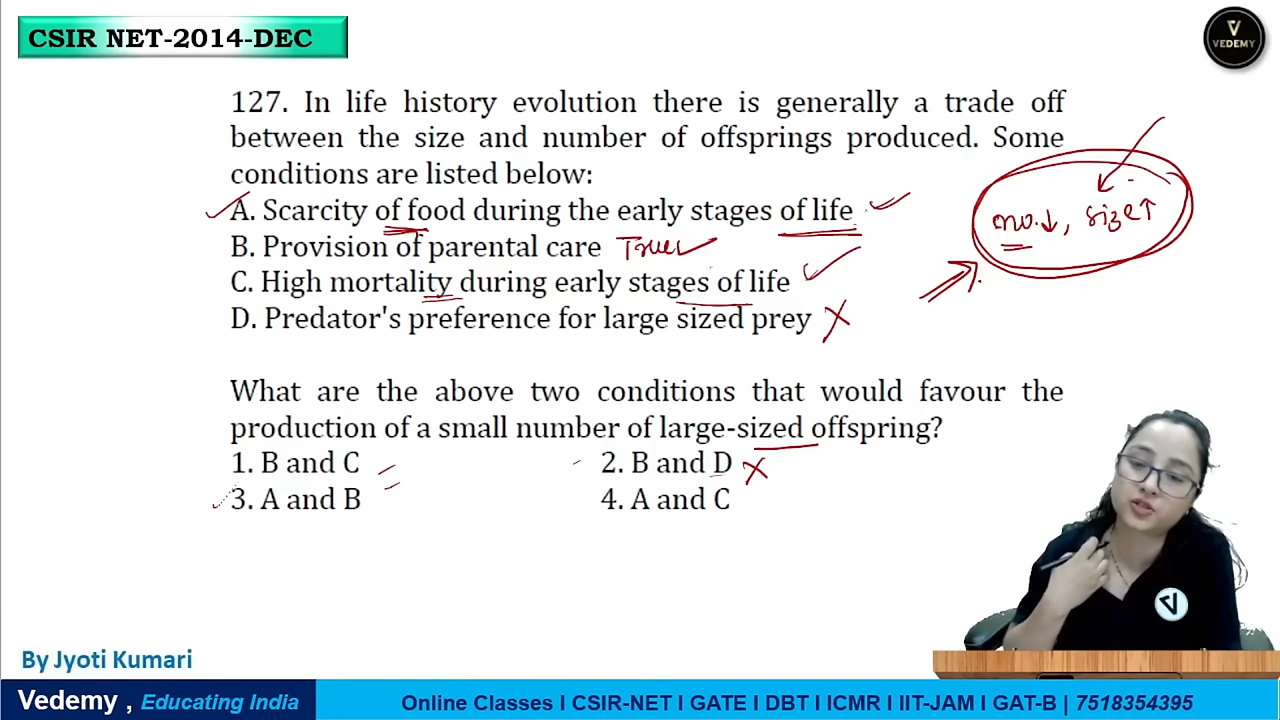 CSIR NET-2014-DEC
V
VEDEMY
127. In life history evolution there is generally a trade off
between the size and number of offsprings produced. Some
conditions are listed below:
A. Scarcity of food during the early stages of life
no.↓, size↑
B. Provision of parental care True
C. High mortality during early stages of life
D. Predator's preference for large sized prey
What are the above two conditions that would favour the
production of a small number of large-sized offspring?
1. B and C
2. B and D
3. A and B
4. A and C
By Jyoti Kumari
Vedemy , Educating India
Online Classes I CSIR-NET I GATE I DBT I ICMR I IIT-JAM I GAT-B | 7518354395